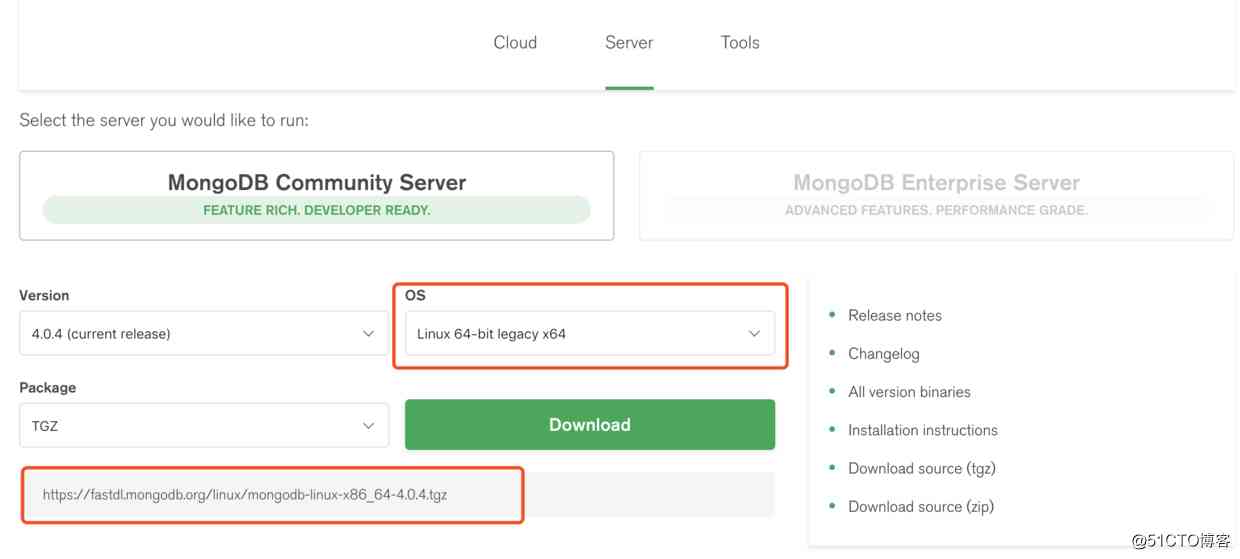 Cloud Server Tools
Select the server you would like to run:
MongoDB Community Server
FEATURE RICH. DEVELOPER READY.
MongoDB Enterprise Server
ADVANCED FEATURES. PERFORMANCE GRADE.
Version
4.0.4 (current release)
OS
Linux 64-bit legacy x64
Package
TGZ
Download
https://fastdl.mongodb.org/linux/mongodb-linux-x86_64-4.0.4.tgz
Release notes
Changelog
All version binaries
Installation instructions
Download source (tgz)
Download source (zip)
@51CTO博客